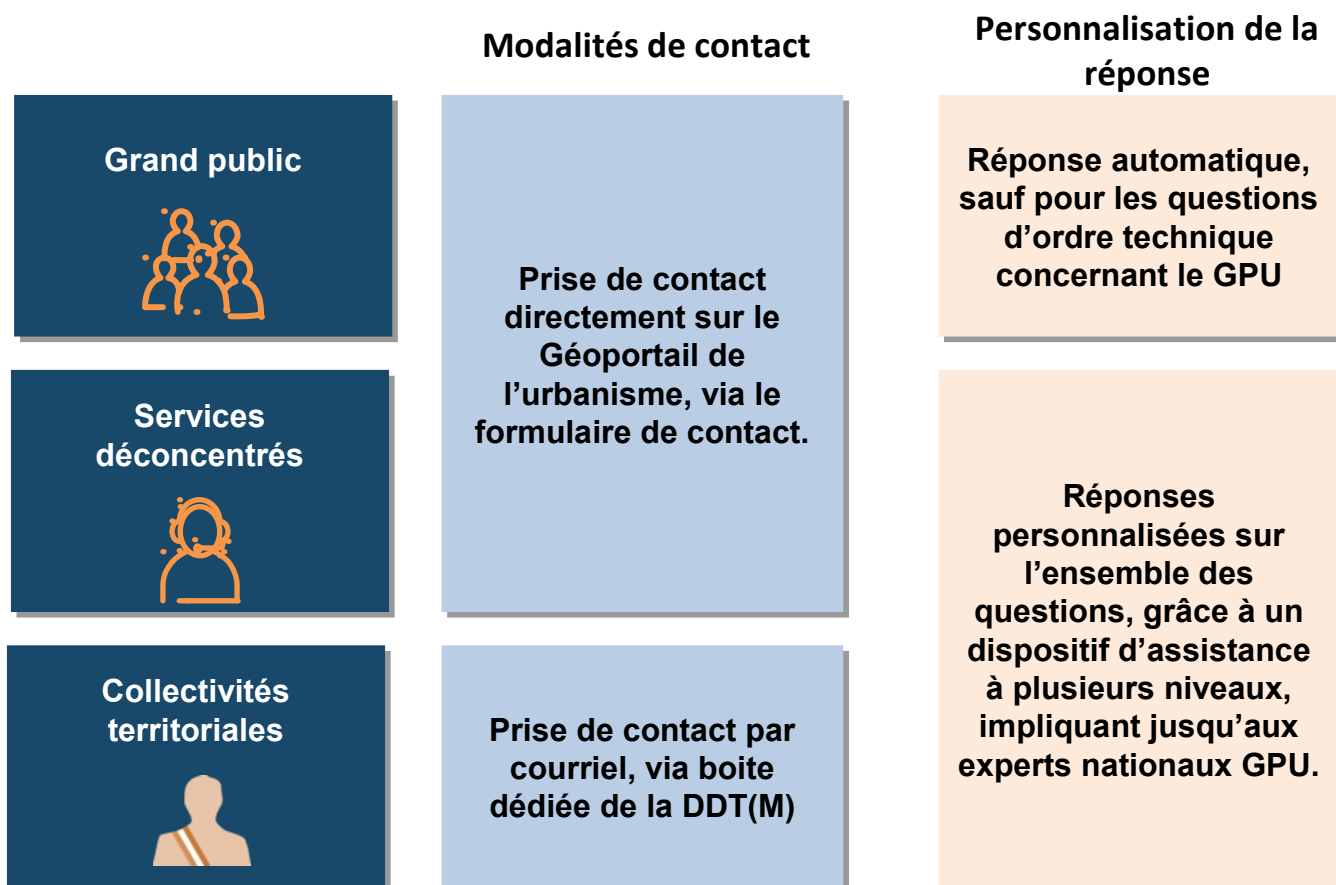 Modalités de contact
Personnalisation de la
réponse
Grand public
Prise de contact
directement sur le
Géoportail de
l’urbanisme, via le
formulaire de contact.
Réponse automatique,
sauf pour les questions
d’ordre technique
concernant le GPU
Services
déconcentrés
Réponses
personnalisées sur
l’ensemble des
questions, grâce à un
dispositif d’assistance
à plusieurs niveaux,
impliquant jusqu’aux
experts nationaux GPU.
Collectivités
territoriales
Prise de contact par
courriel, via boite
dédiée de la DDT(M)